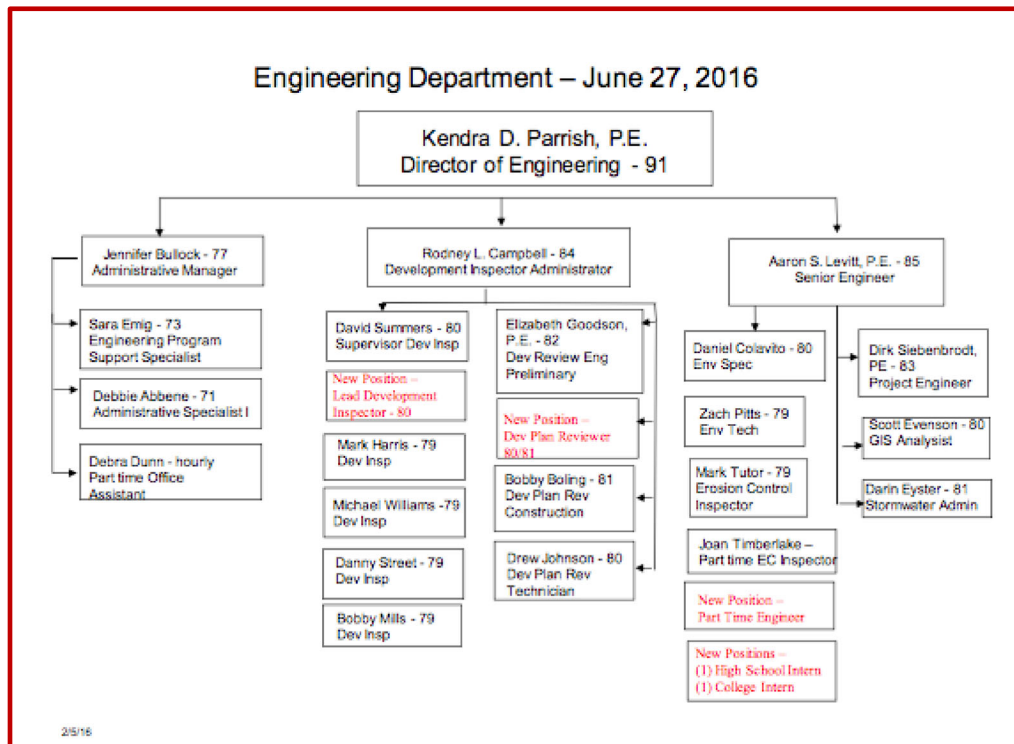 Engineering Department – June 27, 2016
Kendra D. Parrish, P.E.
Director of Engineering - 91
Jennifer Bullock - 77
Administrative Manager
Sara Emig - 73
Engineering Program
Support Specialist
Debbie Abbene - 71
Administrative Specialist I
Debra Dunn - hourly
Part time Office
Assistant
Rodney L. Campbell - 84
Development Inspector Administrator
David Summers - 80
Supervisor Dev Insp
New Position –
Lead Development
Inspector - 80
Mark Harris - 79
Dev Insp
Michael Williams -79
Dev Insp
Danny Street - 79
Dev Insp
Bobby Mills - 79
Dev Insp
Elizabeth Goodson,
P.E. - 82
Dev Review Eng
Preliminary
New Position –
Dev Plan Reviewer
80/81
Bobby Boling - 81
Dev Plan Rev
Construction
Drew Johnson - 80
Dev Plan Rev
Technician
Aaron S. Levitt, P.E. - 85
Senior Engineer
Daniel Colavito - 80
Env Spec
Zach Pitts - 79
Env Tech
Mark Tutor - 79
Erosion Control
Inspector
Joan Timberlake –
Part time EC Inspector
New Position –
Part Time Engineer
New Positions –
(1) High School Intern
(1) College Intern
Dirk Siebenbrodt,
PE - 83
Project Engineer
Scott Evenson - 80
GIS Analysist
Darin Eyster - 81
Stormwater Admin
2/5/16